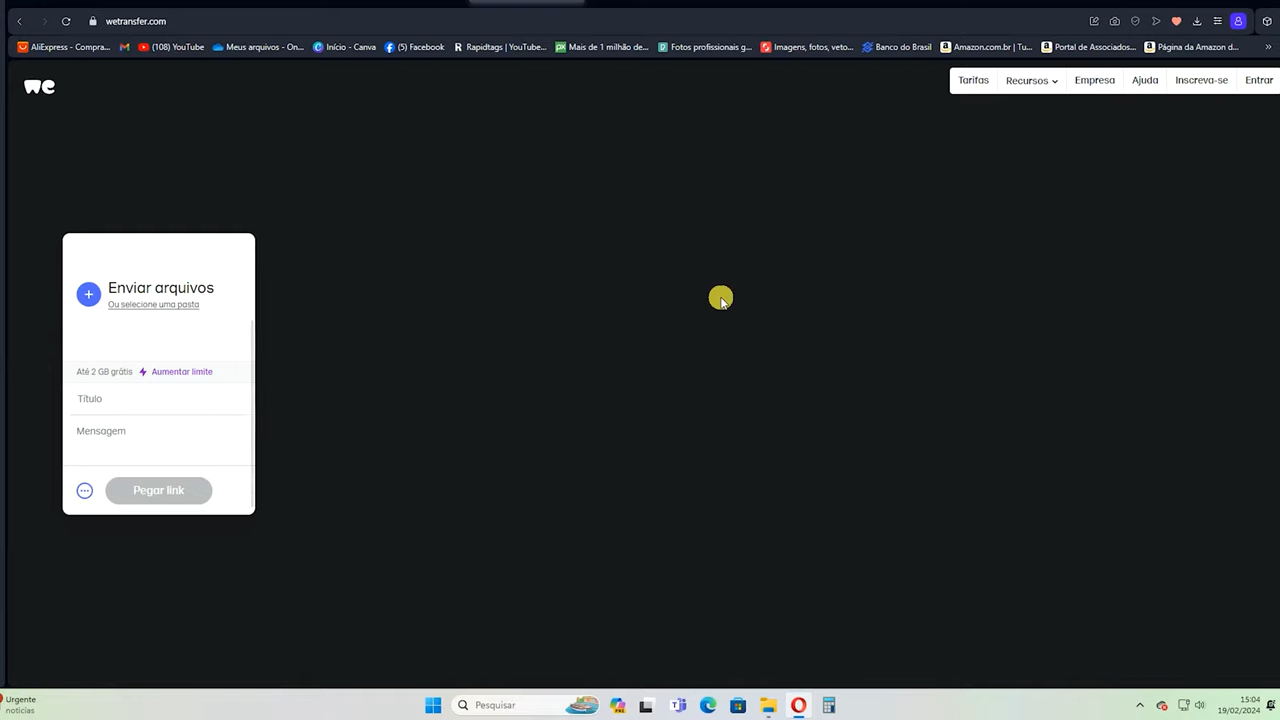 wetransfer.com
AliExpress - Compra...
(108) YouTube
Meus arquivos - On...
Início - Canva
(5) Facebook
R Rapidtags | YouTube...
Mais de 1 milhão de...
Fotos profissionais g...
Imagens, fotos, veto...
Banco do Brasil
Amazon.com.br | Tu...
Portal de Associados...
Página da Amazon d...
we
Tarifas
Recursos
Empresa
Ajuda
Inscreva-se
Entrar
Enviar arquivos
Ou selecione uma pasta
Até 2 GB grátis
Aumentar limite
Título
Mensagem
Pegar link
Urgente
notícias
Pesquisar
15:04
19/02/2024